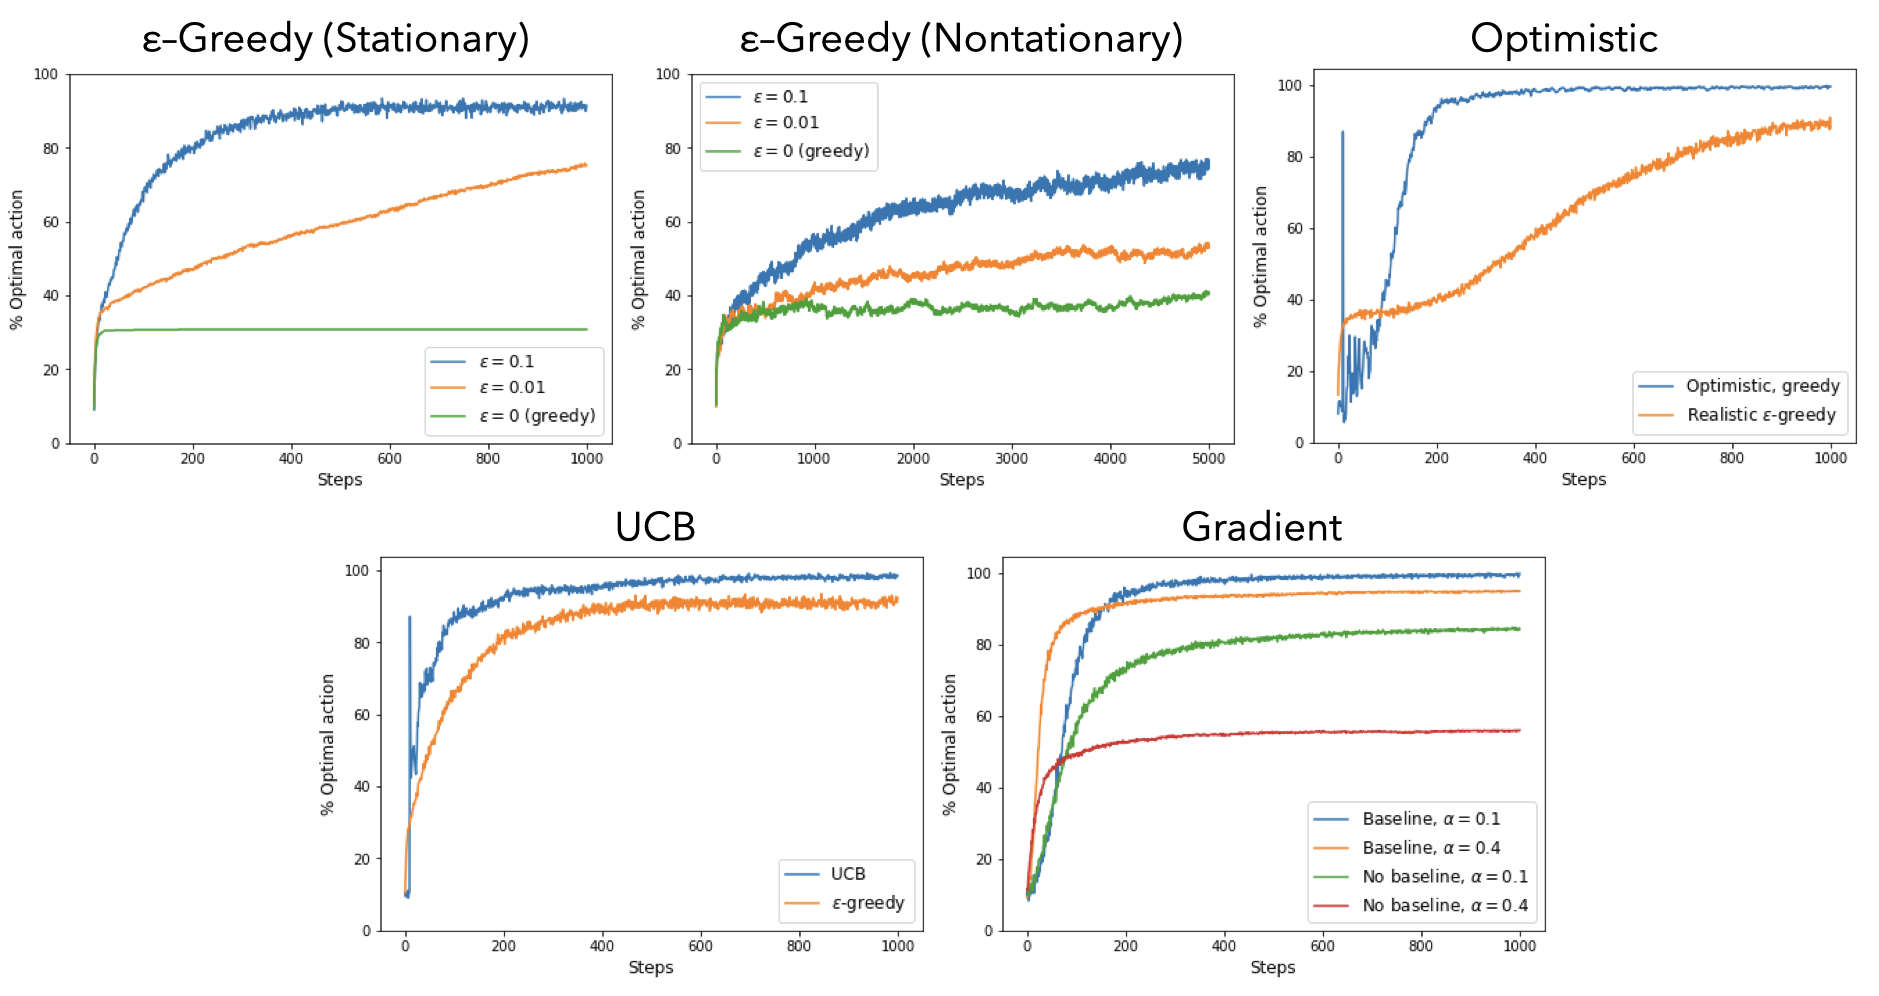 ε-Greedy (Stationary)
100
80
60
40
20
0
% Optimal action
ε = 0.1
ε = 0.01
ε = 0 (greedy)
0 200 400 600 800 1000
Steps
ε-Greedy (Nontationary)
100
80
60
40
20
0
% Optimal action
ε = 0.1
ε = 0.01
ε = 0 (greedy)
0 1000 2000 3000 4000 5000
Steps
Optimistic
100
80
60
40
20
0
% Optimal action
Optimistic, greedy
Realistic ε-greedy
0 200 400 600 800 1000
Steps
UCB
100
80
60
40
20
0
% Optimal action
UCB
ε-greedy
0 200 400 600 800 1000
Steps
Gradient
100
80
60
40
20
0
% Optimal action
Baseline, α = 0.1
Baseline, α = 0.4
No baseline, α = 0.1
No baseline, α = 0.4
0 200 400 600 800 1000
Steps